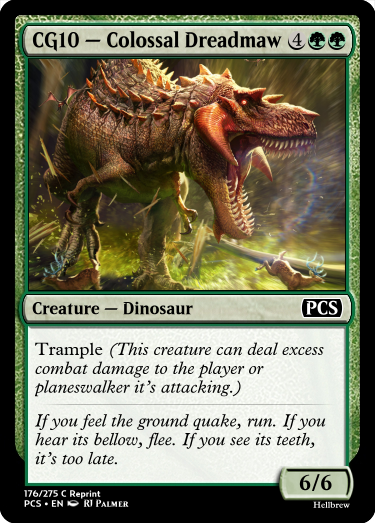 CG10 — Colossal Dreadmaw 4
Creature — Dinosaur PCS
Trample (This creature can deal excess
combat damage to the player or
planeswalker it's attacking.)
If you feel the ground quake, run. If you
hear its bellow, flee. If you see its teeth,
it's too late.
6/6
176/275 C Reprint
PCS • EN RJ PALMER Hellbrew